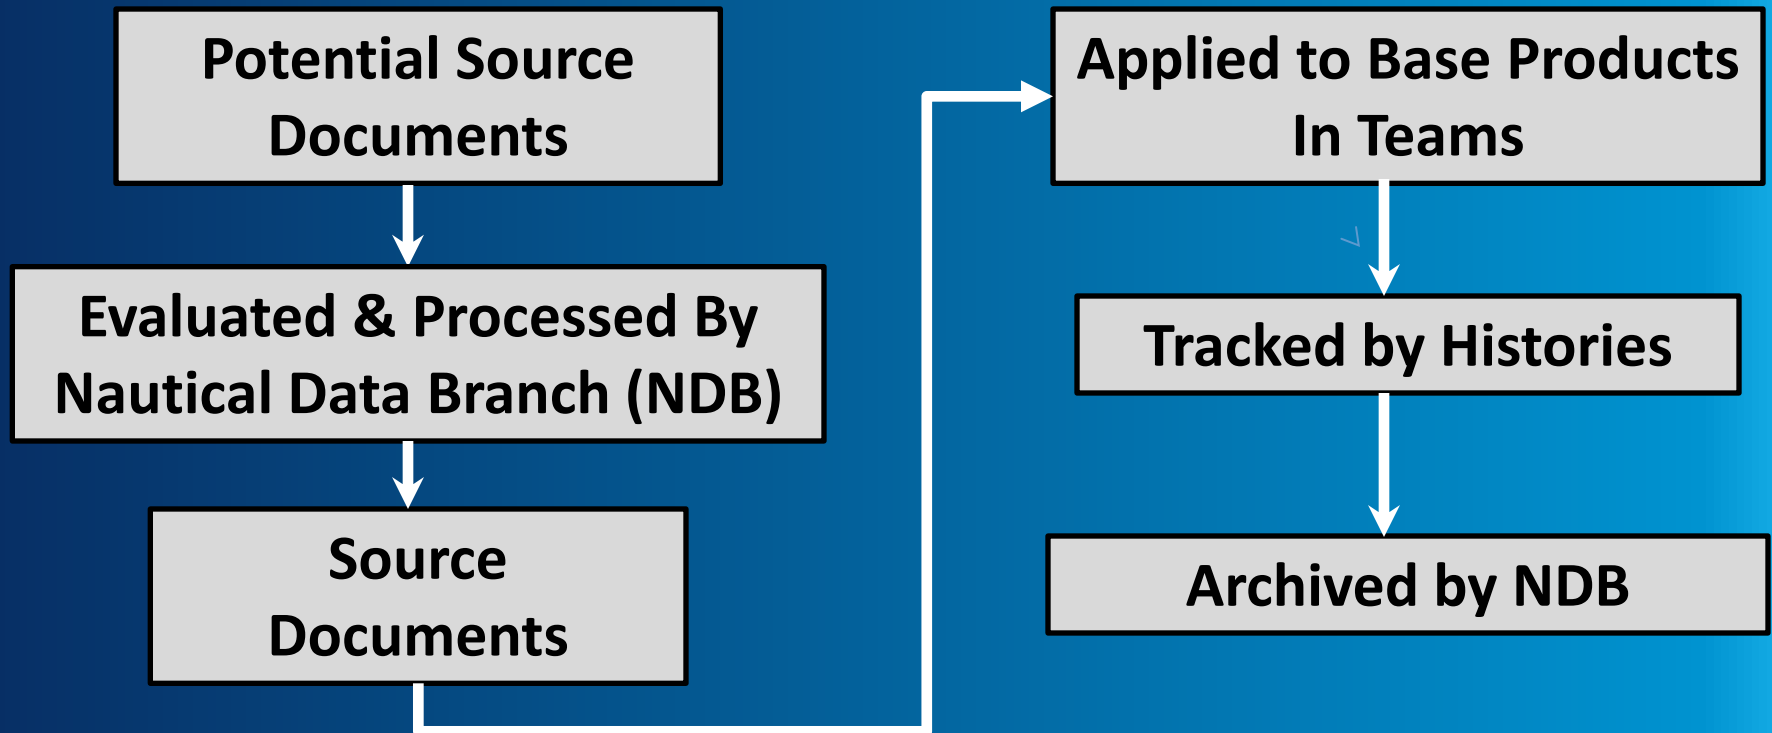 Potential Source
Documents
Evaluated & Processed By
Nautical Data Branch (NDB)
Source
Documents
Applied to Base Products
In Teams
Tracked by Histories
Archived by NDB